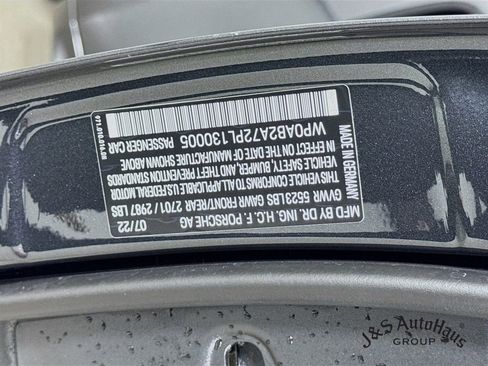 MFD BY DR. ING. H.C. F. PORSCHE AG
07/22
MADE IN GERMANY
GVWR 5523LBS GAWR FRONT/REAR 2701/ 2987 LBS
THIS VEHICLE CONFORMS TO ALL APPLICABLE US FEDERAL MOTOR
VEHICLE SAFETY, BUMPER, AND THEFT PREVENTION STANDARDS
IN EFFECT ON THE DATE OF MANUFACTURE SHOWN ABOVE
WP0AB2A72PL130005 PASSENGER CAR
J&S AUTOHAUS
GROUP